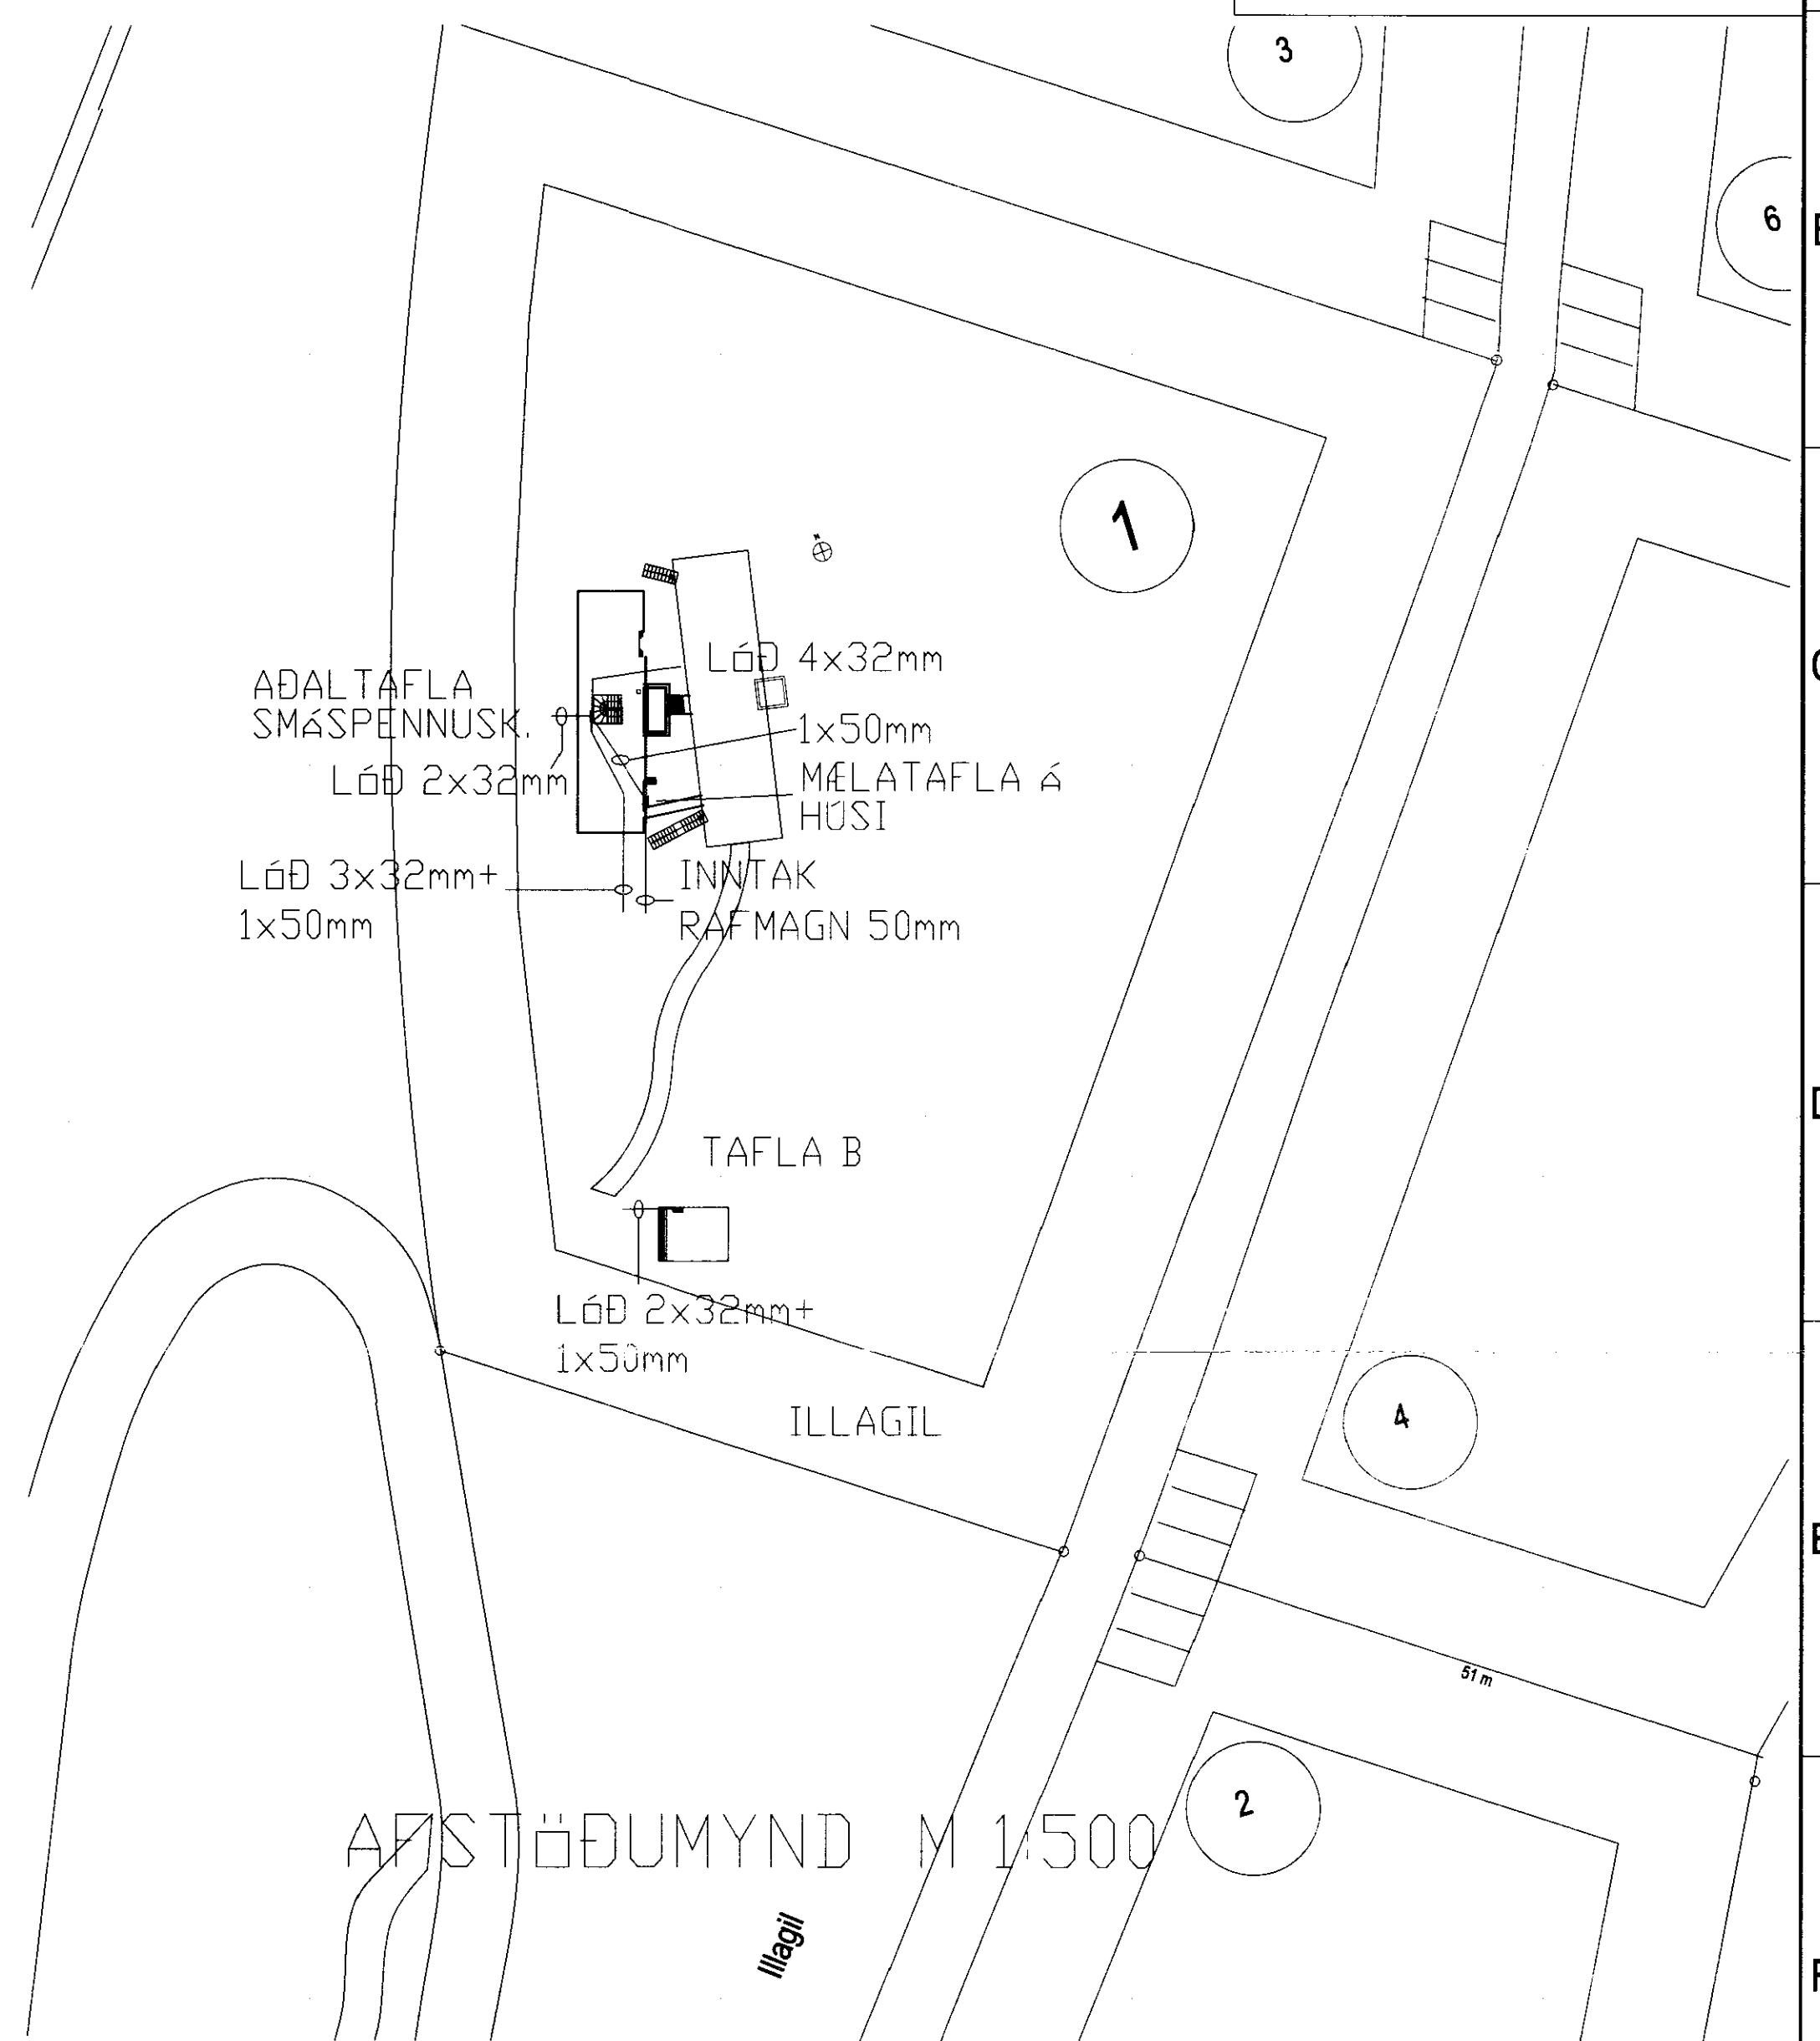 3
6
1
LóÐ 4x32mm
AÐALTAFLA
SMáSPENNUSK.
1x50mm
LóÐ 2x32mm
MÆLATAFLA á
HÚSI
LóÐ 3x32mm+
1x50mm
INNTAK
RAFMAGN 50mm
C
D
TAFLA B
LóÐ 2x32mm+
1x50mm
ILLAGIL
4
E
51 m
2
AFSTöÐUMYND M 1:500
Illagil
F